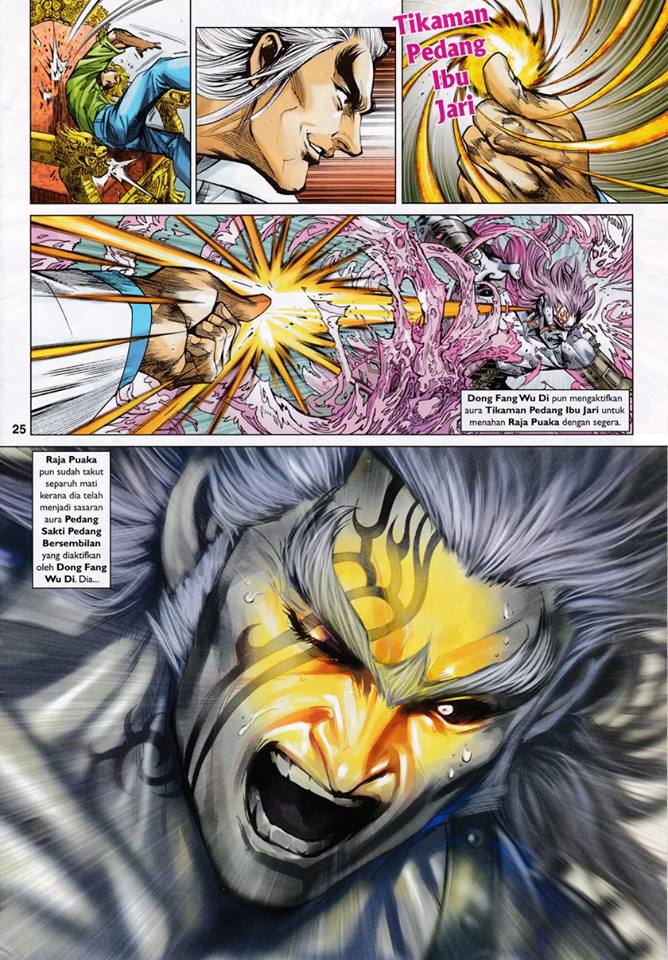 Tikaman
Pedang
Ibu
Jari
Dong Fang Wu Di pun mengaktifkan
aura Tikaman Pedang Ibu Jari untuk
menahan Raja Puaka dengan segera.
25
Raja Puaka
pun sudah takut
separuh mati
kerana dia telah
menjadi sasaran
aura Pedang
Sakti Pedang
Bersembilan
yang diaktifkan
oleh Dong Fang
Wu Di. Dia...